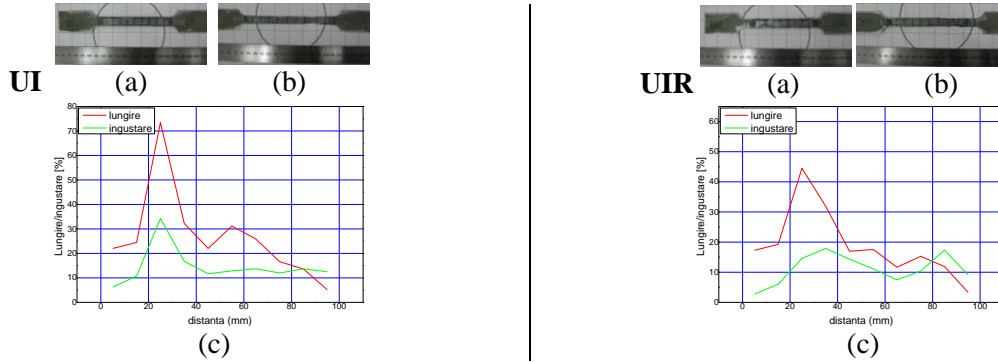 UI
(a)
(b)
lungire
ingustare
Lungire/ingustare [%]
80
70
60
50
40
30
20
10
0
0 20 40 60 80 100
distanta (mm)
(c)
UIR
(a)
(b)
lungire
ingustare
Lungire/ingustare [%]
60
50
40
30
20
10
0
0 20 40 60 80 100
distanta (mm)
(c)